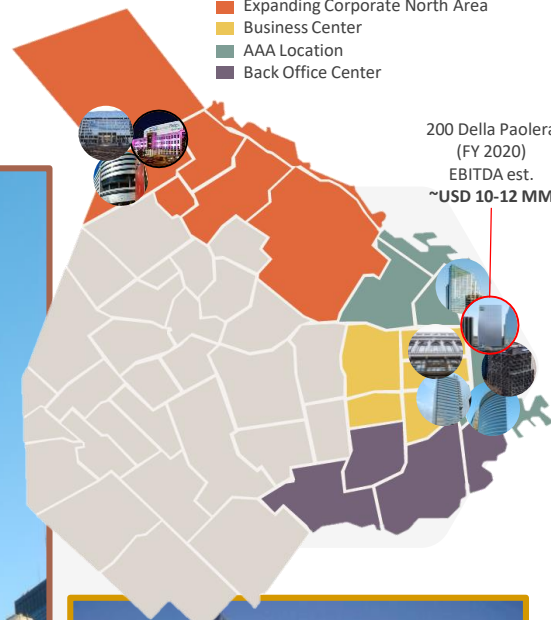 Expanding Corporate North Area
Business Center
AAA Location
Back Office Center
200 Della Paolera
(FY 2020)
EBITDA est.
~USD 10-12 MM